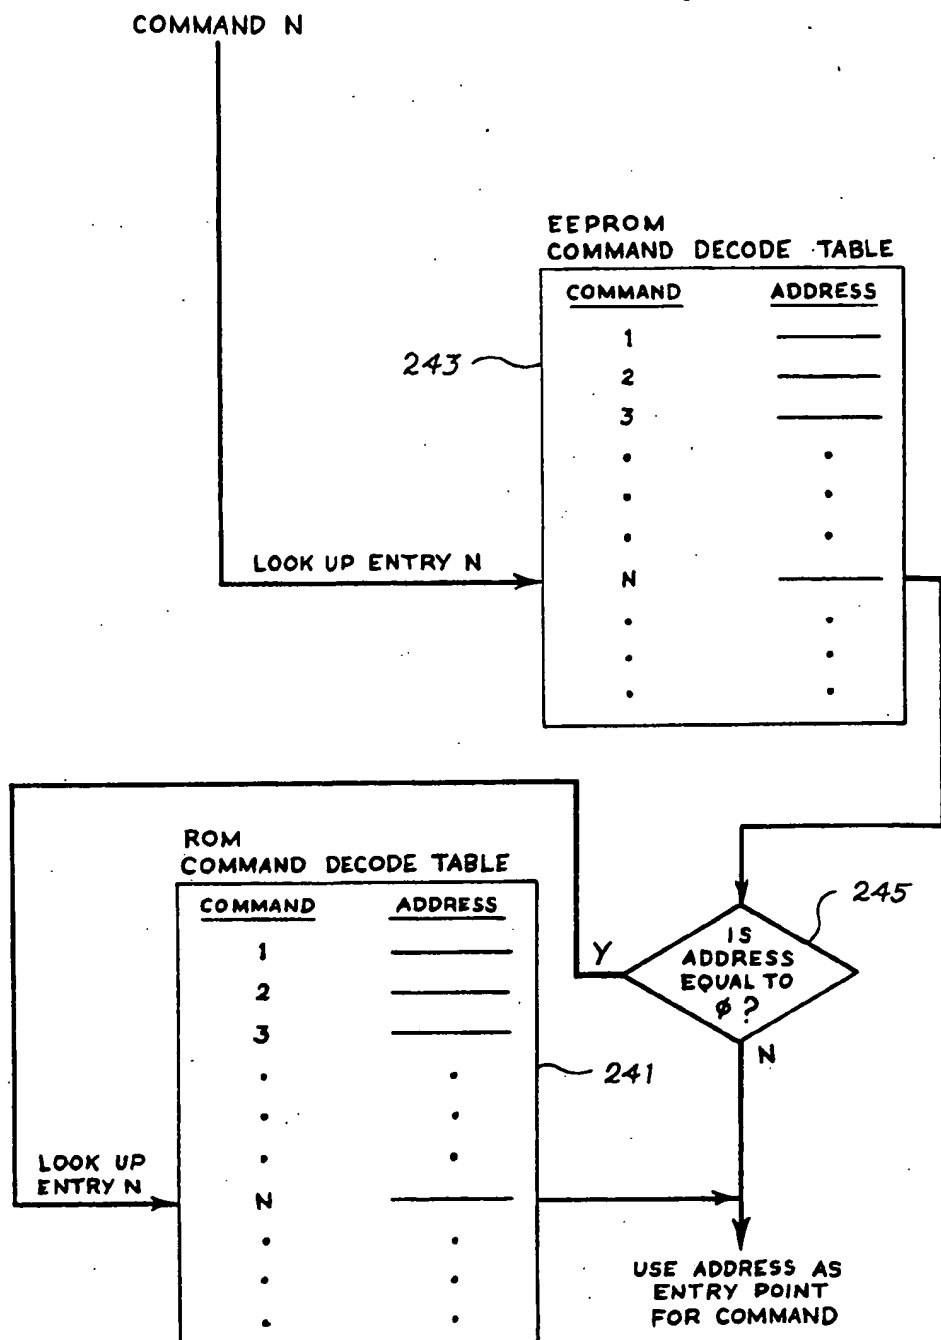 COMMAND N
EEPROM
COMMAND DECODE TABLE
COMMAND ADDRESS
1
2
3
243
LOOK UP ENTRY N
N
ROM
COMMAND DECODE TABLE
COMMAND ADDRESS
1
2
3
241
LOOK UP
ENTRY N
N
245
IS
ADDRESS
EQUAL TO
ø ?
Y
N
USE ADDRESS AS
ENTRY POINT
FOR COMMAND